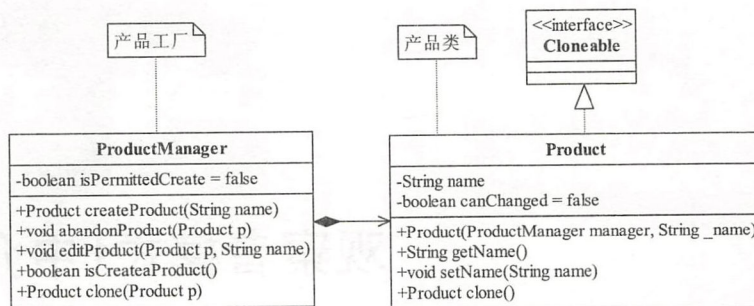 产品工厂
产品类
<<interface>>
Cloneable
ProductManager
-boolean isPermittedCreate = false
+Product createProduct(String name)
+void abandonProduct(Product p)
+void editProduct(Product p, String name)
+boolean isCreateaProduct()
+Product clone(Product p)
Product
-String name
-boolean canChanged = false
+Product(ProductManager manager, String _name)
+String getName()
+void setName(String name)
+Product clone()